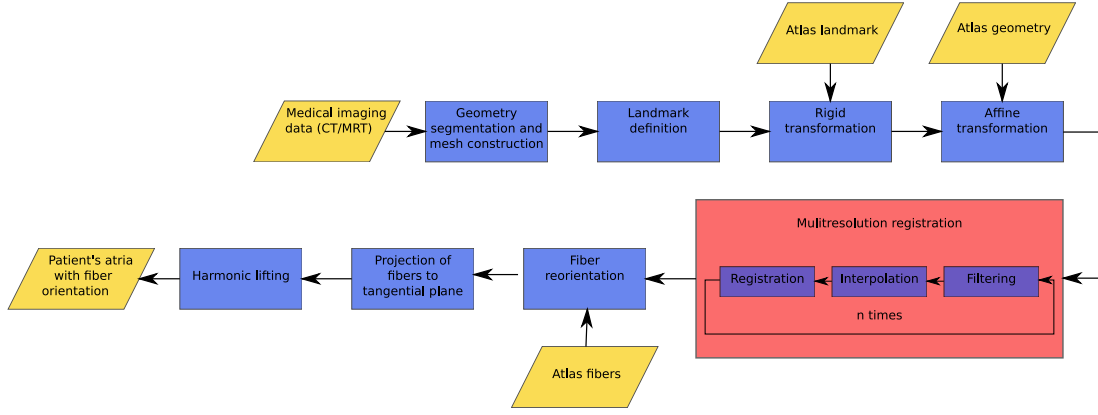 Atlas landmark
Atlas geometry
Medical imaging
data (CT/MRT)
Geometry
segmentation and
mesh construction
Landmark
definition
Rigid
transformation
Affine
transformation
Mulitresolution registration
Registration
Interpolation
Filtering
n times
Fiber
reorientation
Atlas fibers
Projection of
fibers to
tangential plane
Harmonic lifting
Patient's atria
with fiber
orientation